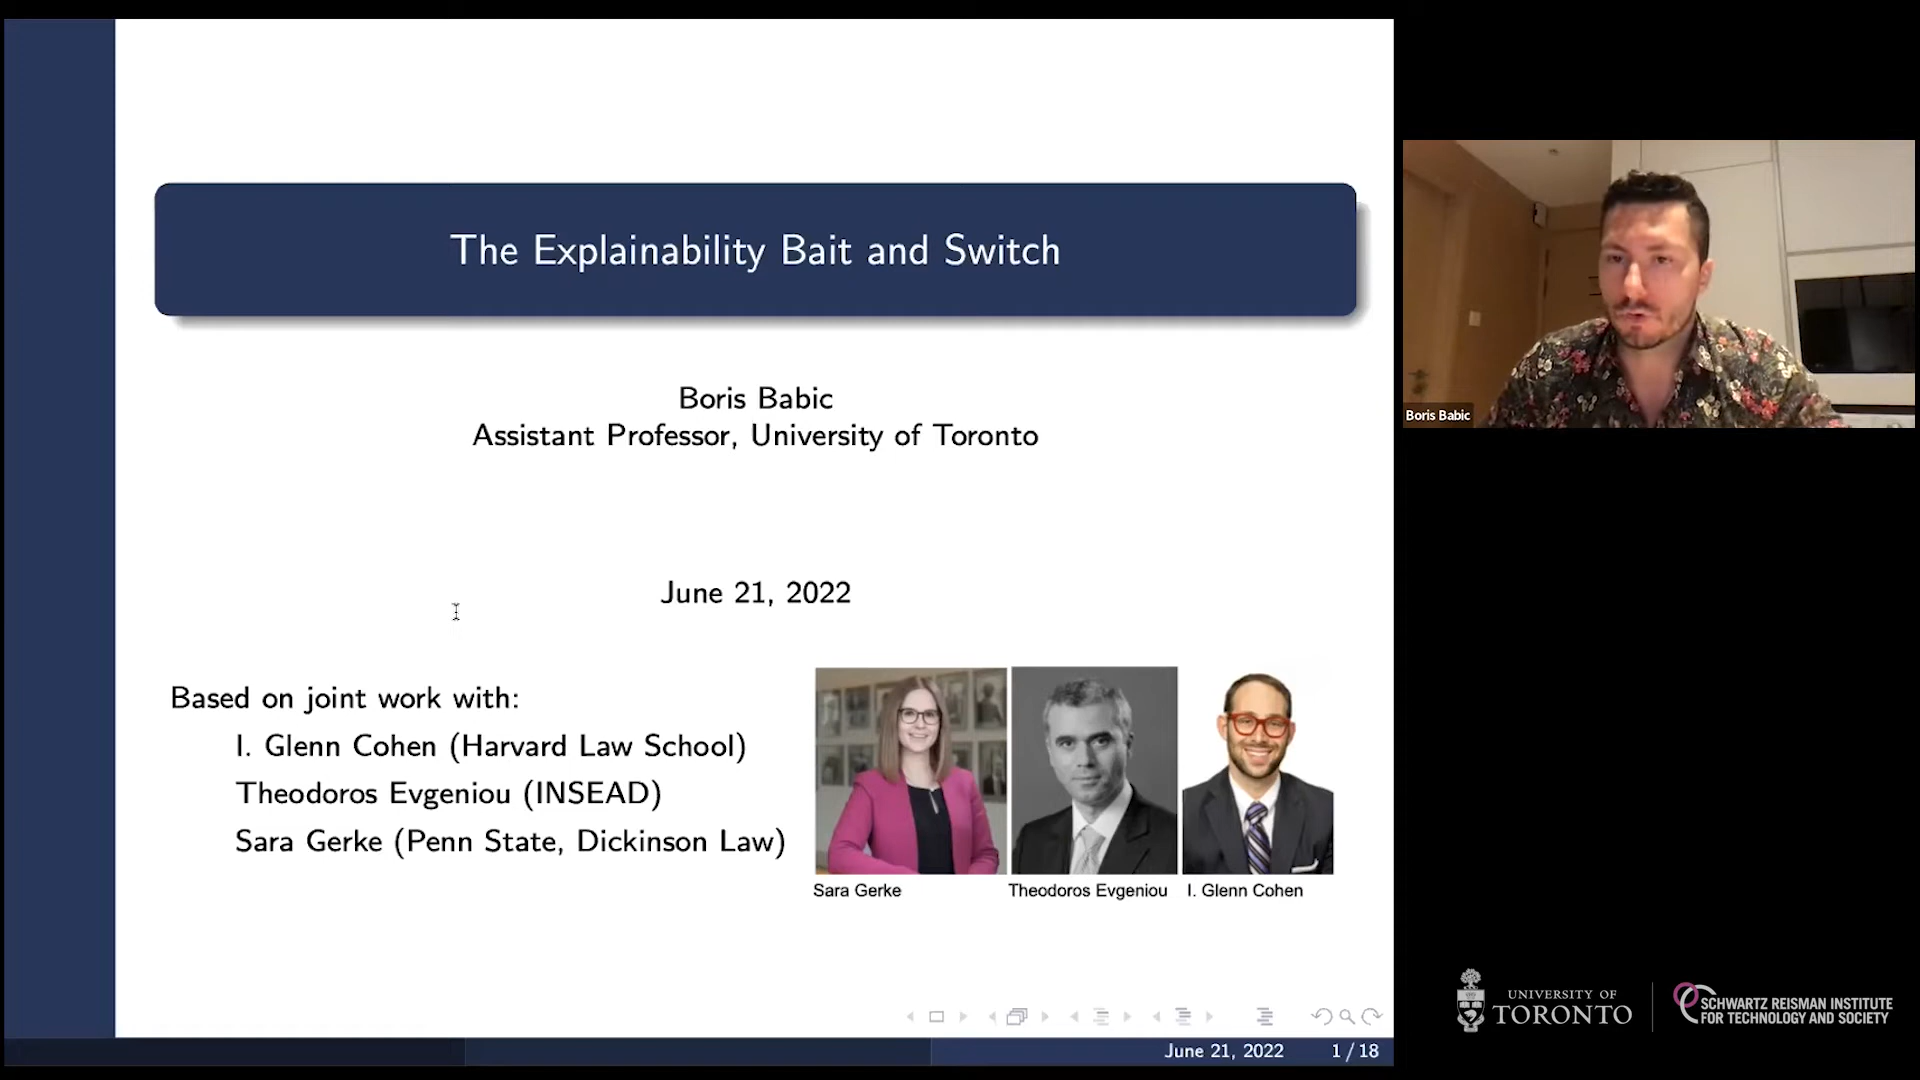 The Explainability Bait and Switch
Boris Babic
Assistant Professor, University of Toronto
June 21, 2022
Based on joint work with:
I. Glenn Cohen (Harvard Law School)
Theodoros Evgeniou (INSEAD)
Sara Gerke (Penn State, Dickinson Law)
Sara Gerke
Theodoros Evgeniou
I. Glenn Cohen
June 21, 2022
1 / 18
Boris Babic
UNIVERSITY OF
TORONTO
SCHWARTZ REISMAN INSTITUTE
FOR TECHNOLOGY AND SOCIETY